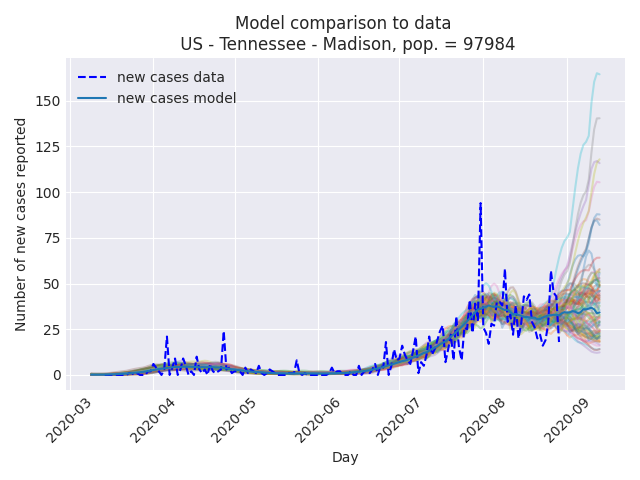 Model comparison to data
US - Tennessee - Madison, pop. = 97984
new cases data
new cases model
Number of new cases reported
150
125
100
75
50
25
0
2020-03
2020-04
2020-05
2020-06
2020-07
2020-08
2020-09
Day